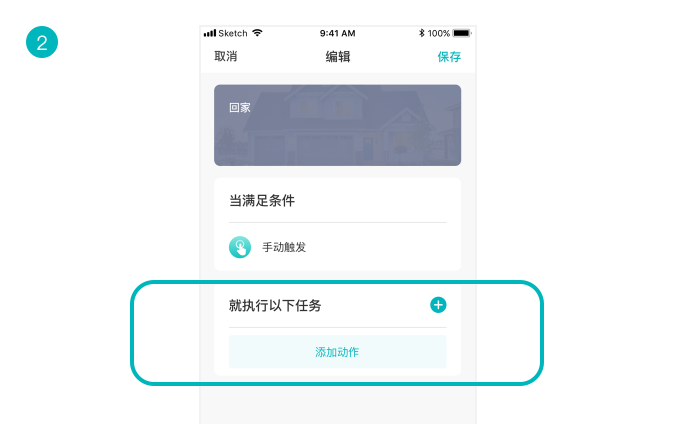 2
Sketch 9:41 AM 100%
取消 编辑 保存
回家
当满足条件
手动触发
就执行以下任务
添加动作